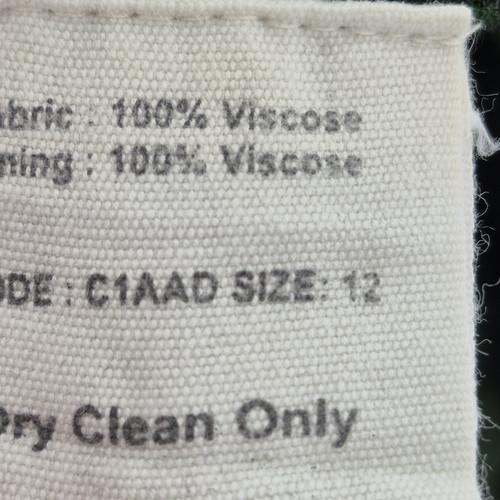 abric : 100% Viscose
ning : 100% Viscose
ODE : C1AAD SIZE: 12
Dry Clean Only